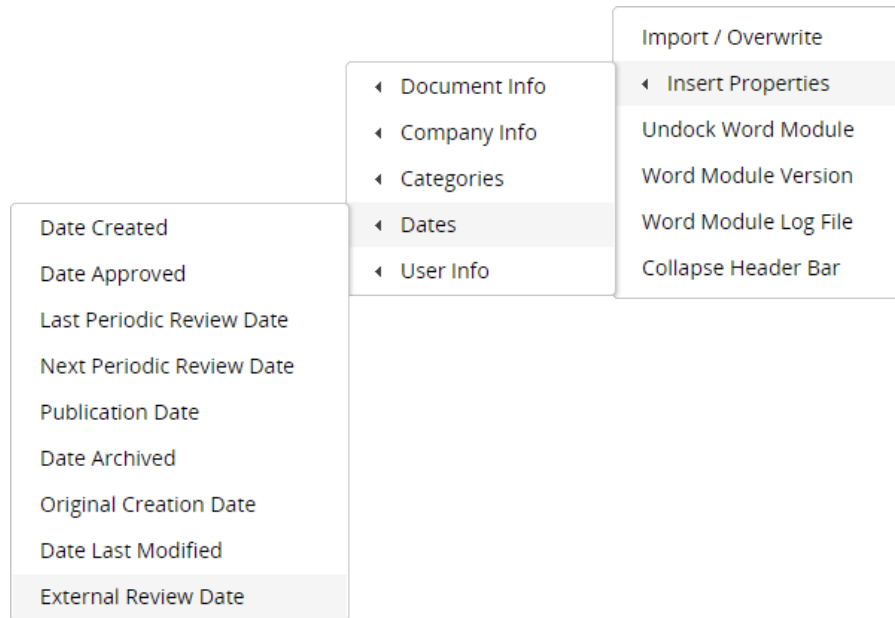 Import / Overwrite
Insert Properties
Undock Word Module
Word Module Version
Word Module Log File
Collapse Header Bar
Document Info
Company Info
Categories
Dates
User Info
Date Created
Date Approved
Last Periodic Review Date
Next Periodic Review Date
Publication Date
Date Archived
Original Creation Date
Date Last Modified
External Review Date